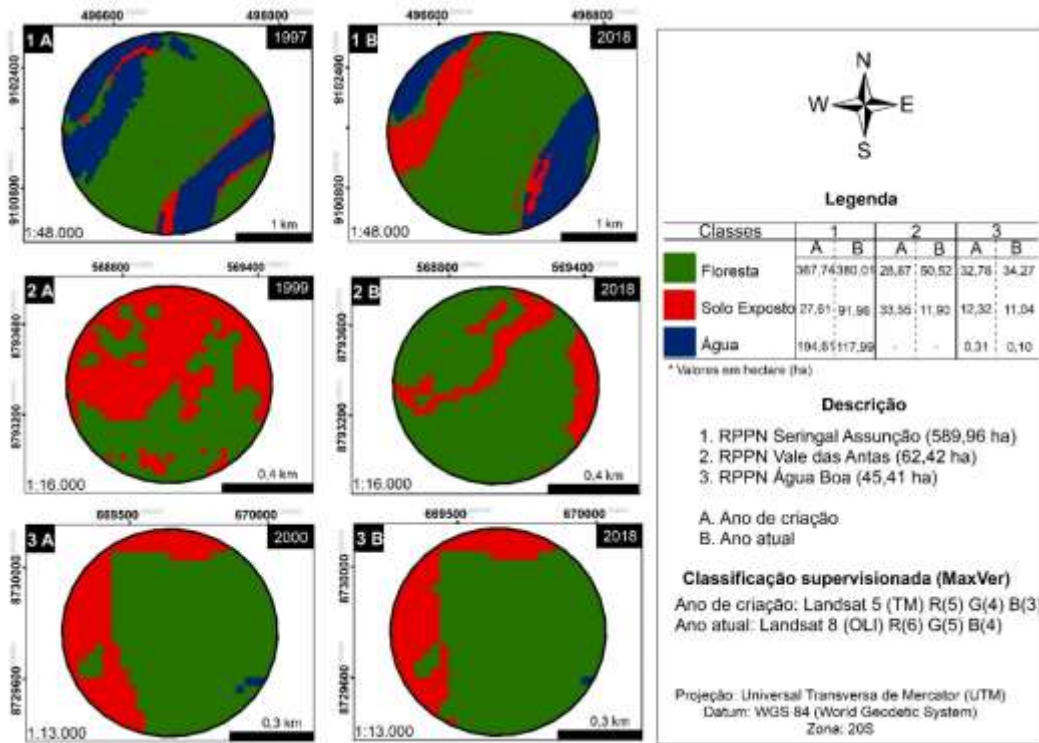 496600 498800
1 A
1997
9102400
9100800
1:48.000
1 km
496600 498800
1 B
2018
9102400
9100800
1:48.000
1 km
568800 569400
2 A
1999
8793600
8793200
1:16.000
0,4 km
568800 569400
2 B
2018
8793600
8793200
1:16.000
0,4 km
669500 670000
3 A
2000
8730000
8729600
1:13.000
0,3 km
669500 670000
3 B
2018
8730000
8729600
1:13.000
0,3 km
N
W E
S
Legenda
Classes 1 2 3
A B A B A B
Floresta 367,74 380,01 28,87 50,52 32,78 34,27
Solo Exposto 27,61 91,96 33,55 11,90 12,32 11,04
Água 194,61 117,99 - - 0,31 0,10
* Valores em hectare (ha)
Descrição
1. RPPN Seringal Assunção (589,96 ha)
2. RPPN Vale das Antas (62,42 ha)
3. RPPN Água Boa (45,41 ha)
A. Ano de criação
B. Ano atual
Classificação supervisionada (MaxVer)
Ano de criação: Landsat 5 (TM) R(5) G(4) B(3)
Ano atual: Landsat 8 (OLI) R(6) G(5) B(4)
Projeção: Universal Transversa de Mercator (UTM)
Datum: WGS 84 (World Geodetic System)
Zona: 20S